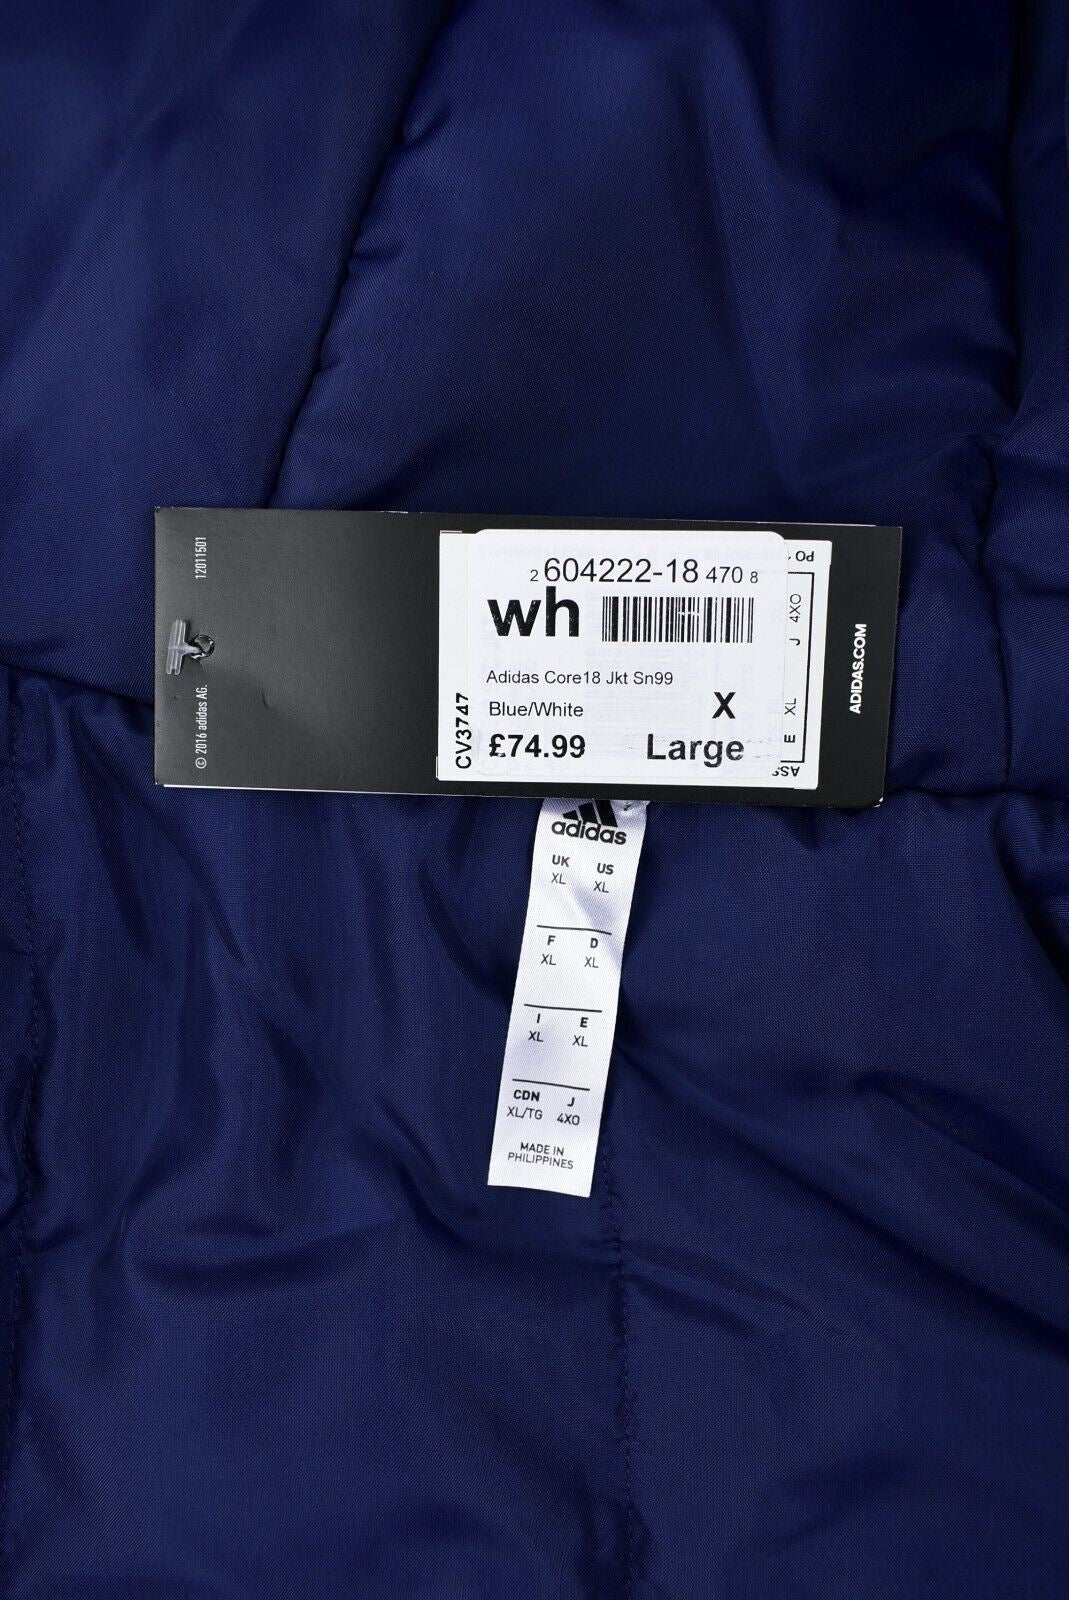 12011501
© 2016 adidas AG.
CV3747
2 604222-18 470 8
wh
Adidas Core18 Jkt Sn99
Blue/White
X
£74.99
Large
PO
J 4XO
E XL
ASS
ADIDAS.COM
adidas
UK US
XL XL
F D
XL XL
I E
XL XL
CDN J
XL/TG 4XO
MADE IN
PHILIPPINES